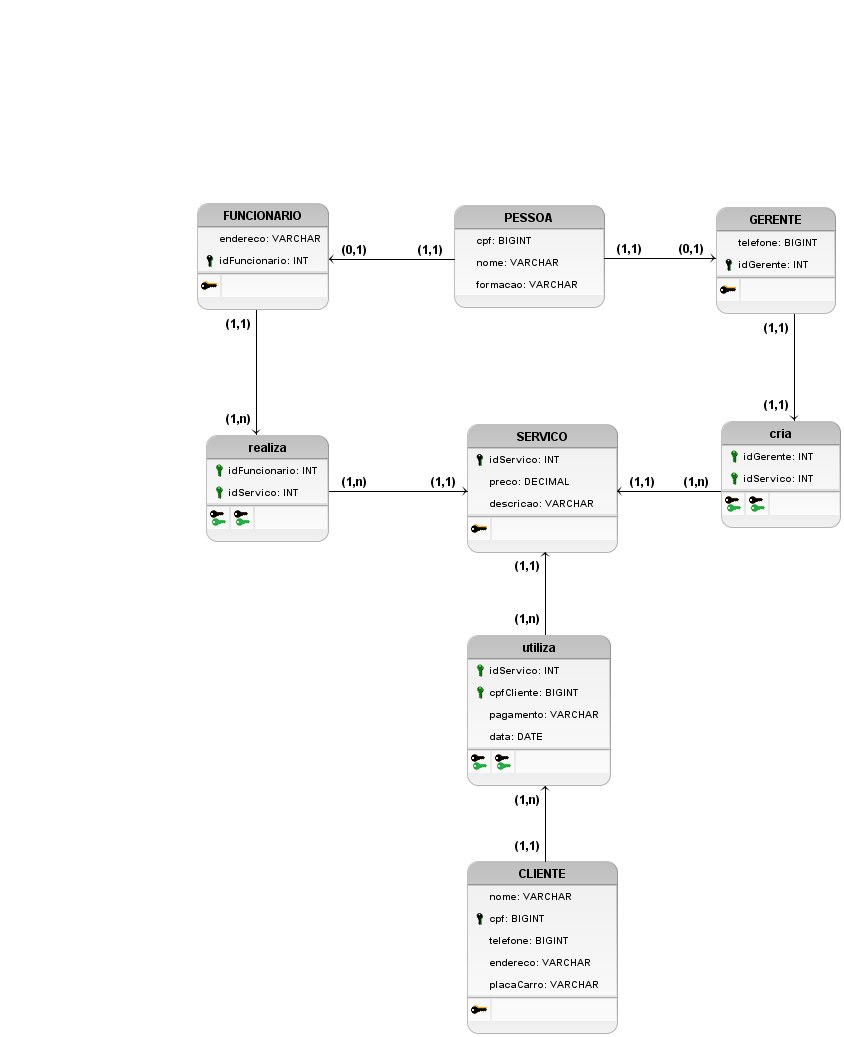 FUNCIONARIO
endereco: VARCHAR
idFuncionario: INT
(0,1)
(1,1)
PESSOA
cpf: BIGINT
nome: VARCHAR
formacao: VARCHAR
(1,1)
(0,1)
GERENTE
telefone: BIGINT
idGerente: INT
(1,1)
(1,n)
(1,1)
(1,1)
realiza
idFuncionario: INT
idServico: INT
(1,n)
(1,1)
SERVICO
idServico: INT
preco: DECIMAL
descricao: VARCHAR
(1,1)
(1,n)
cria
idGerente: INT
idServico: INT
(1,1)
(1,n)
utiliza
idServico: INT
cpfCliente: BIGINT
pagamento: VARCHAR
data: DATE
(1,n)
(1,1)
CLIENTE
nome: VARCHAR
cpf: BIGINT
telefone: BIGINT
endereco: VARCHAR
placaCarro: VARCHAR